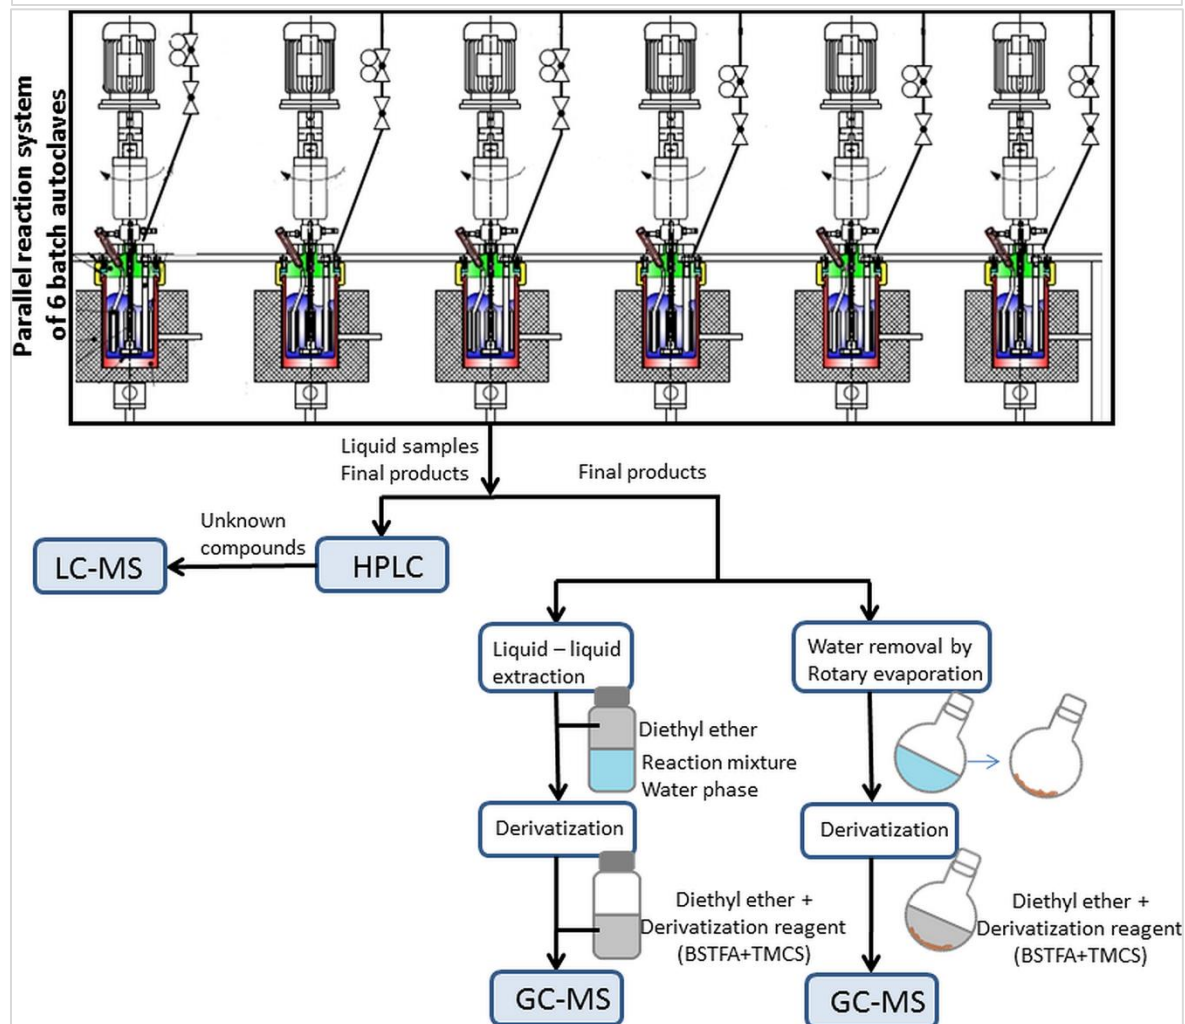 Parallel reaction system
of 6 batch autoclaves
Liquid samples
Final products
Final products
Unknown
compounds
LC-MS
HPLC
Liquid – liquid
extraction
Water removal by
Rotary evaporation
Diethyl ether
Reaction mixture
Water phase
Derivatization
Derivatization
Diethyl ether +
Derivatization reagent
(BSTFA+TMCS)
Diethyl ether +
Derivatization reagent
(BSTFA+TMCS)
GC-MS
GC-MS